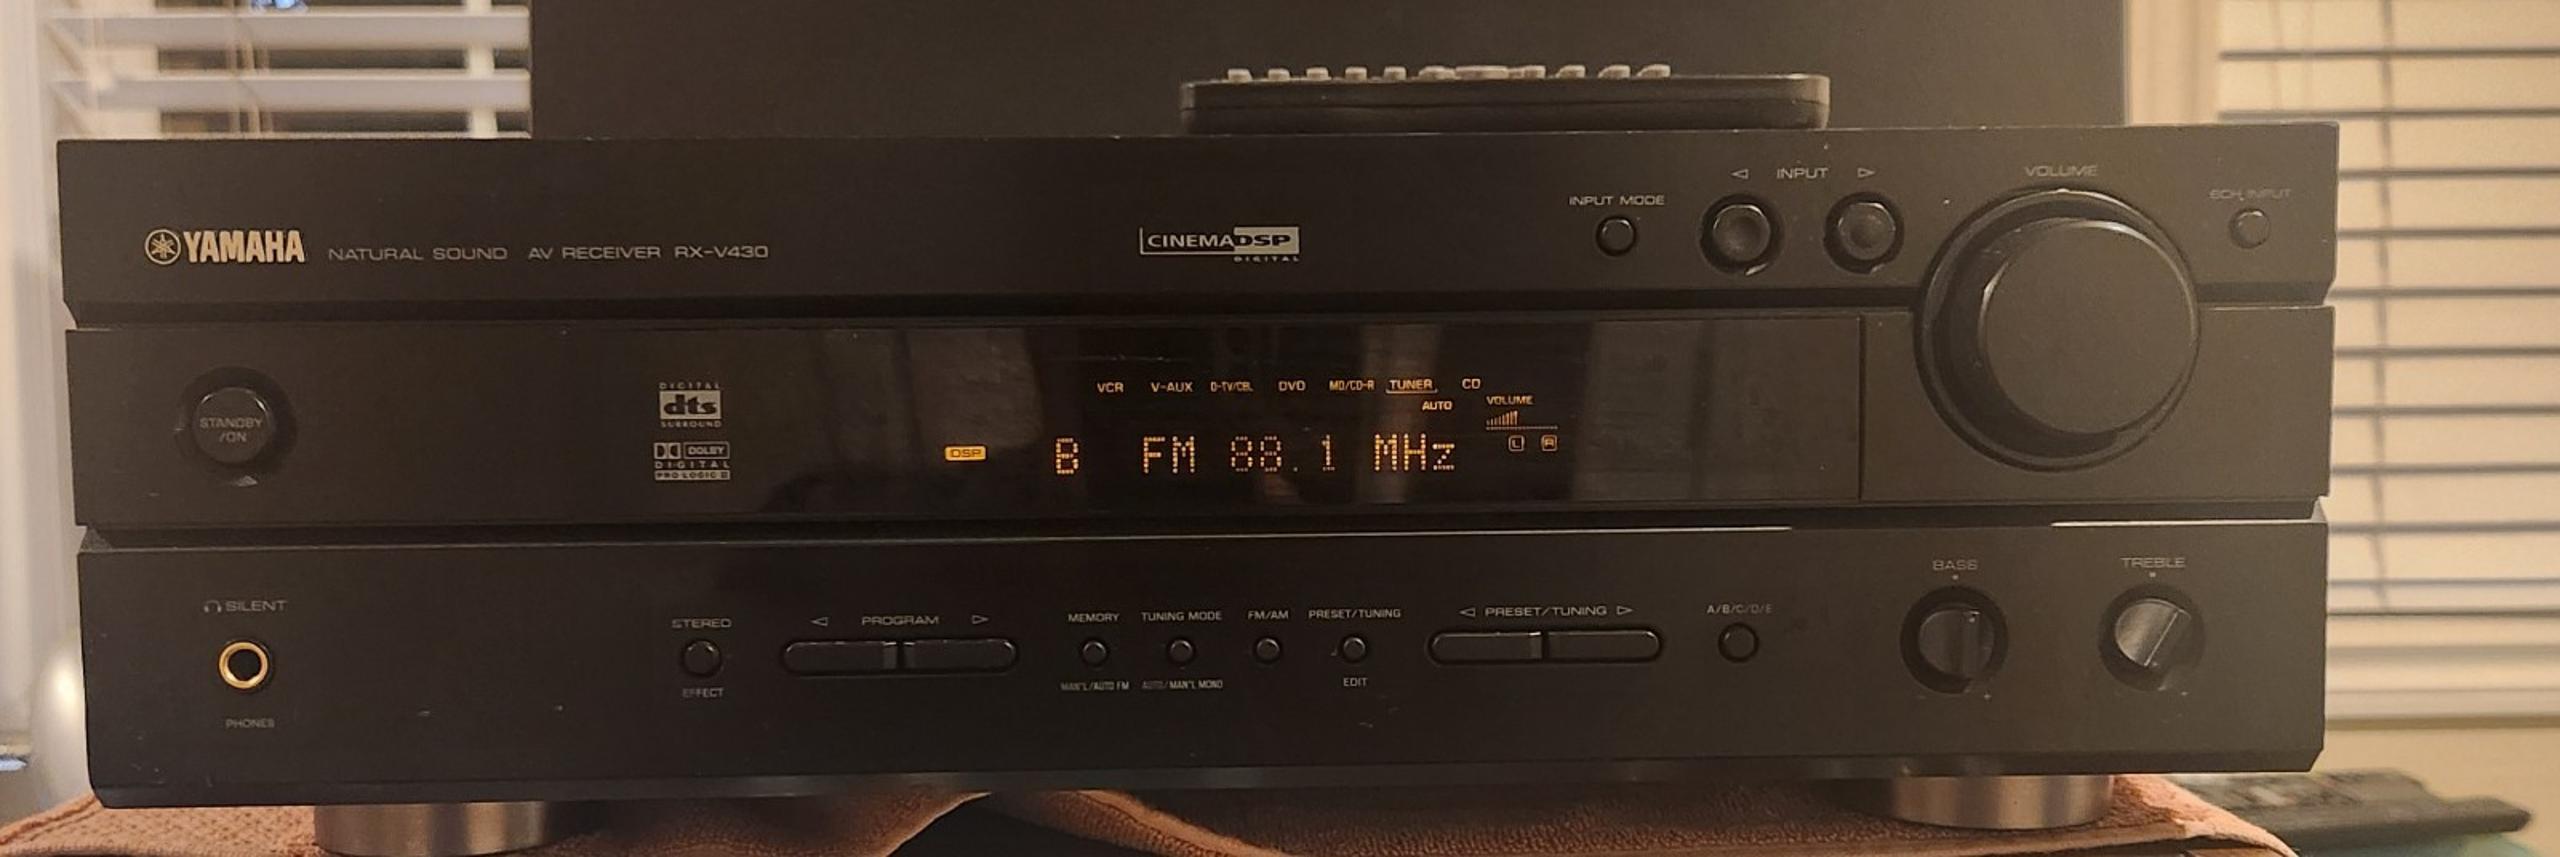 VOLUME
◁ INPUT ▷
INPUT MODE
6CH INPUT
YAMAHA NATURAL SOUND AV RECEIVER RX-V430
CINEMA DSP
DIGITAL
DIGITAL
dts
SURROUND
VCR V-AUX D-TV/CBL DVD MD/CD-R TUNER CD
AUTO VOLUME
STANDBY
/ON
DOLBY
DIGITAL
PRO LOGIC II
DSP B FM 88.1 MHz L R
BASS TREBLE
SILENT
PHONES
STEREO
EFFECT
◁ PROGRAM ▷
MEMORY TUNING MODE FM/AM PRESET/TUNING
MAN'L/AUTO FM AUTO/MAN'L MONO EDIT
◁ PRESET/TUNING ▷
A/B/C/D/E